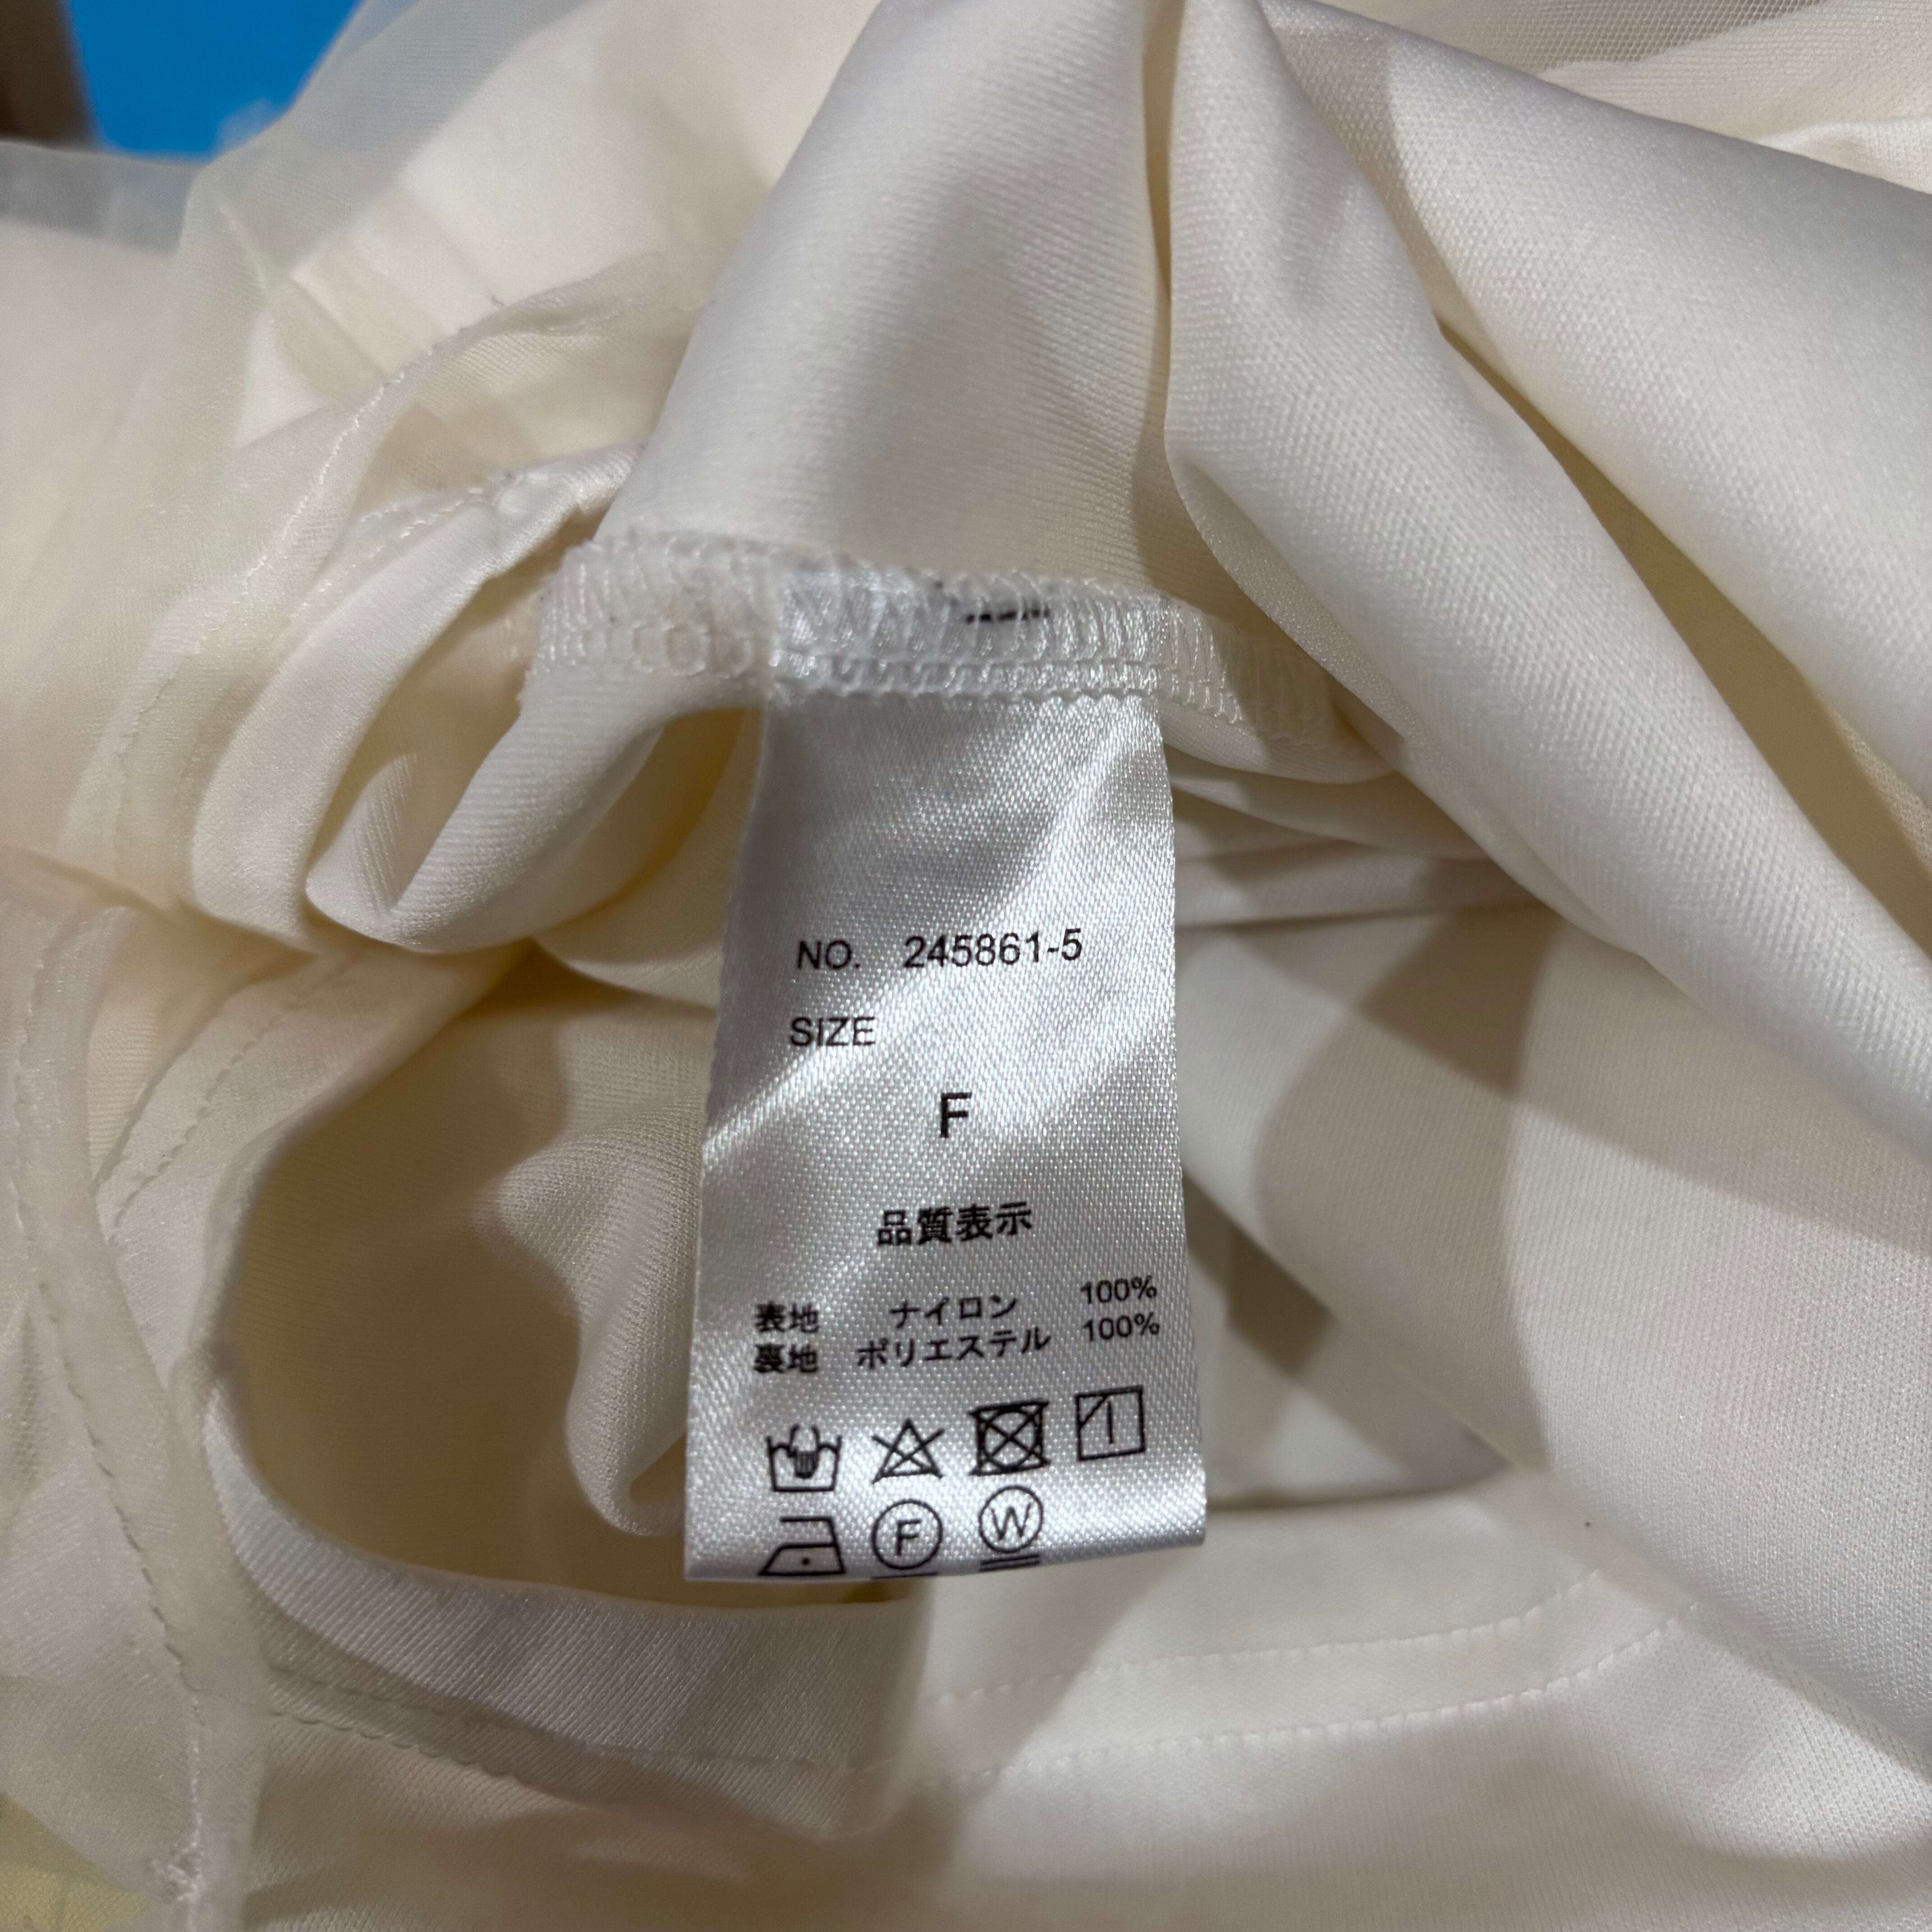 NO. 245861-5
SIZE
F
品質表示
表地 ナイロン 100%
裏地 ポリエステル 100%
F W